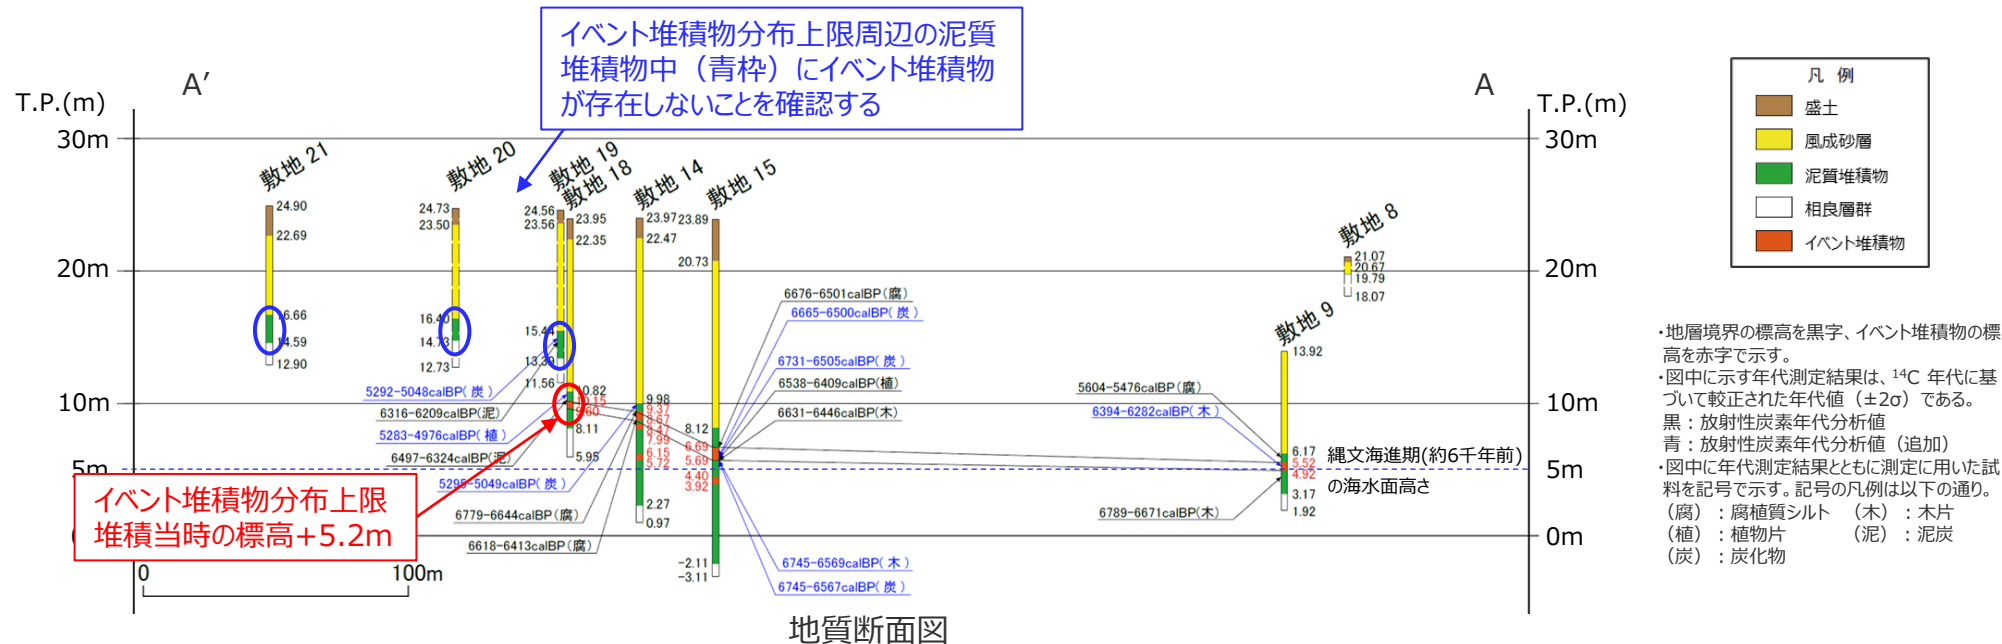 イベント堆積物分布上限周辺の泥質
堆積物中（青枠）にイベント堆積物
が存在しないことを確認する
A′
A
T.P.(m)
T.P.(m)
30m
20m
10m
5m
30m
20m
10m
5m
0m
敷地 21
24.90
22.69
16.66
14.59
12.90
敷地 20
24.73
23.50
16.40
14.73
12.73
敷地 19
24.56
23.56
15.44
13.39
11.56
敷地 18
23.95
22.35
10.82
10.15
9.60
8.11
5.95
敷地 14
23.97
22.47
9.98
9.37
8.67
8.47
7.99
6.15
5.72
2.27
0.97
敷地 15
23.89
20.73
8.12
6.69
5.69
4.40
3.92
-2.11
-3.11
敷地 9
13.92
6.17
5.52
4.92
3.17
1.92
敷地 8
21.07
20.67
19.79
18.07
5292-5048calBP(炭)
6316-6209calBP(泥)
5283-4976calBP(植)
6497-6324calBP(泥)
5295-5049calBP(炭)
6779-6644calBP(腐)
6618-6413calBP(腐)
6676-6501calBP(腐)
6665-6500calBP(炭)
6731-6505calBP(炭)
6538-6409calBP(植)
6631-6446calBP(木)
6745-6569calBP(木)
6745-6567calBP(炭)
5604-5476calBP(腐)
6394-6282calBP(木)
6789-6671calBP(木)
縄文海進期(約6千年前)
の海水面高さ
イベント堆積物分布上限
堆積当時の標高+5.2m
0
100m
地質断面図
凡 例
盛土
風成砂層
泥質堆積物
相良層群
イベント堆積物
・地層境界の標高を黒字、イベント堆積物の標
高を赤字で示す。
・図中に示す年代測定結果は、¹⁴C 年代に基
づいて較正された年代値（±2σ）である。
黒：放射性炭素年代分析値
青：放射性炭素年代分析値（追加）
・図中に年代測定結果とともに測定に用いた試
料を記号で示す。記号の凡例は以下の通り。
（腐）：腐植質シルト （木）：木片
（植）：植物片 （泥）：泥炭
（炭）：炭化物